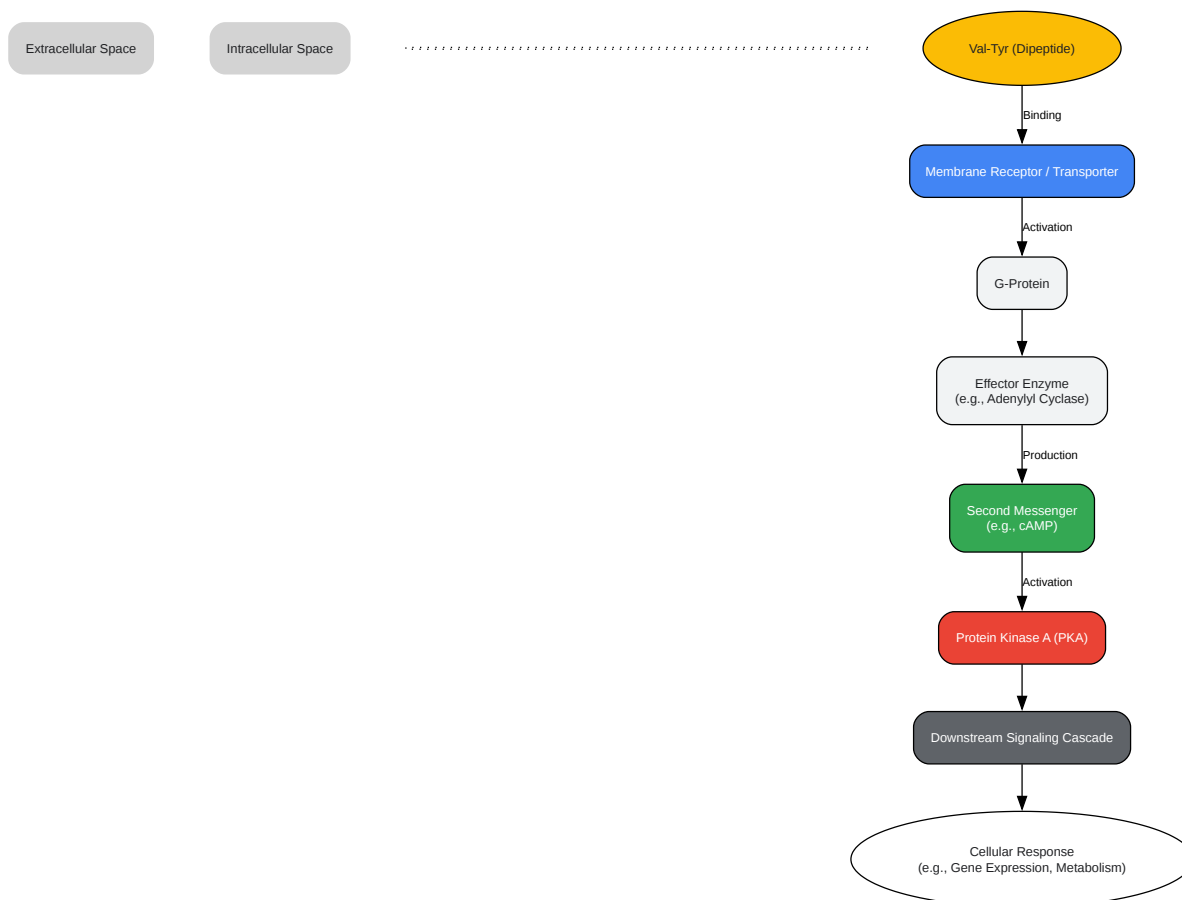 Extracellular Space
Intracellular Space
Val-Tyr (Dipeptide)
Binding
Membrane Receptor / Transporter
Activation
G-Protein
Effector Enzyme
(e.g., Adenylyl Cyclase)
Production
Second Messenger
(e.g., cAMP)
Activation
Protein Kinase A (PKA)
Downstream Signaling Cascade
Cellular Response
(e.g., Gene Expression, Metabolism)